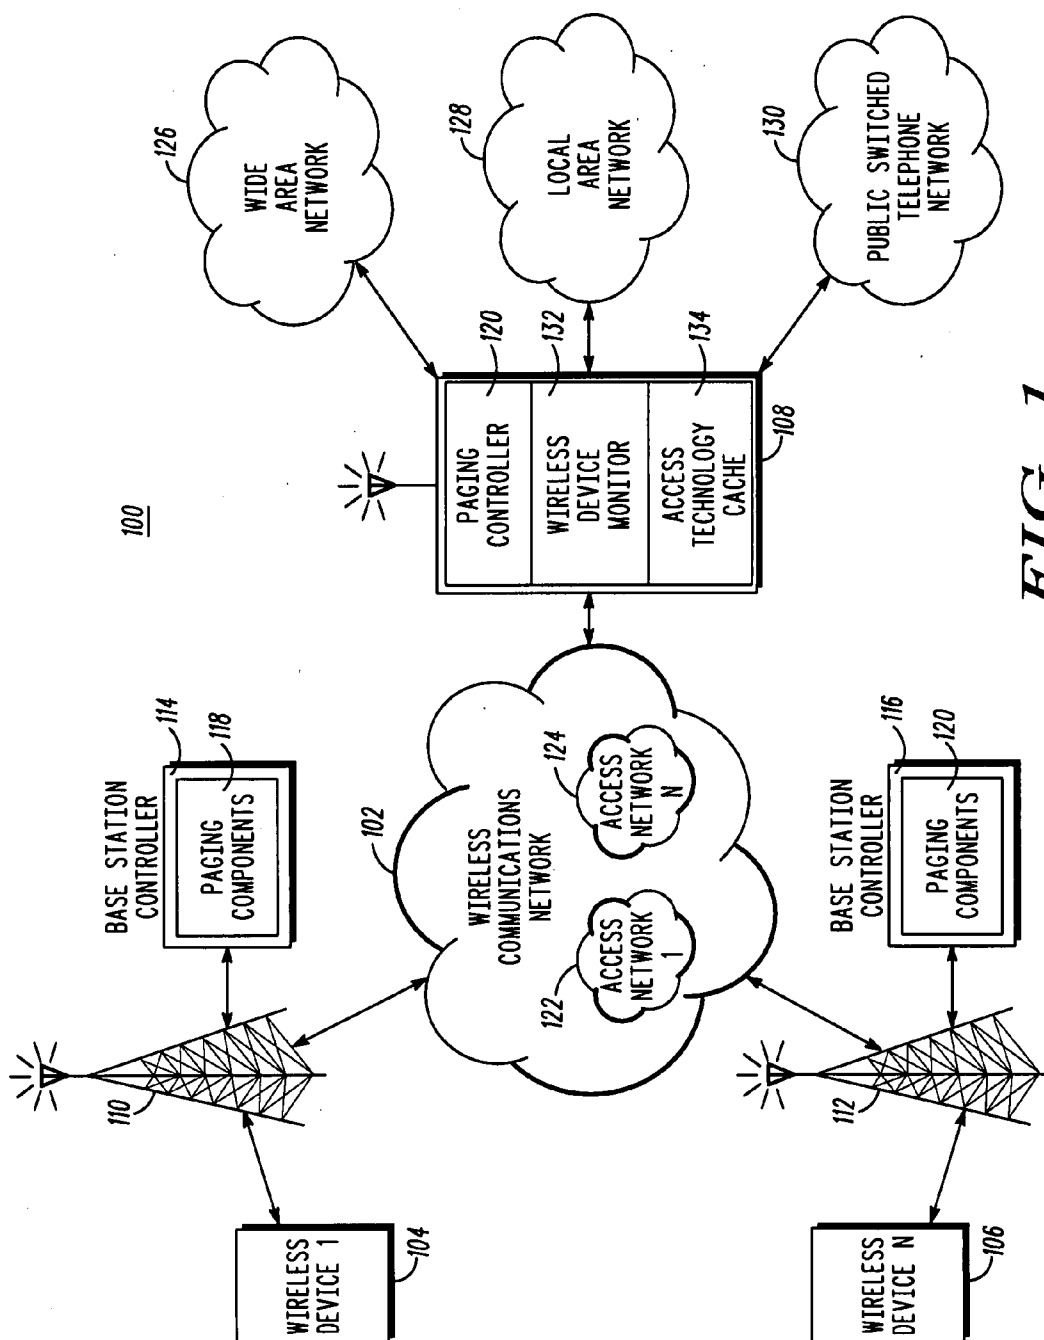 100
126
WIDE
AREA
NETWORK
128
LOCAL
AREA
NETWORK
130
PUBLIC SWITCHED
TELEPHONE
NETWORK
120
PAGING
CONTROLLER
132
WIRELESS
DEVICE
MONITOR
134
ACCESS
TECHNOLOGY
CACHE
108
BASE STATION
CONTROLLER
114
118
PAGING
COMPONENTS
102
WIRELESS
COMMUNICATIONS
NETWORK
122
ACCESS
NETWORK
1
124
ACCESS
NETWORK
N
BASE STATION
CONTROLLER
116
120
PAGING
COMPONENTS
110
112
WIRELESS
DEVICE 1
104
WIRELESS
DEVICE N
106
FIG. 1